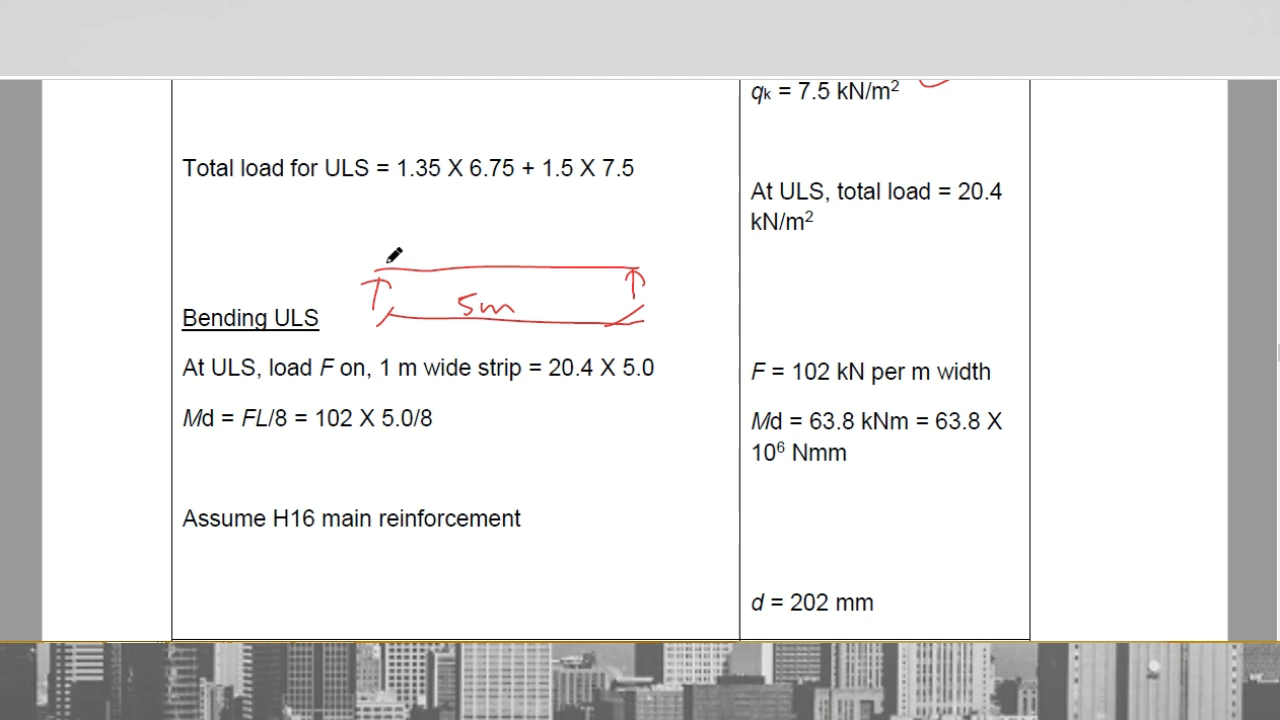 qk = 7.5 kN/m²
Total load for ULS = 1.35 X 6.75 + 1.5 X 7.5
At ULS, total load = 20.4
kN/m²
5m
Bending ULS
At ULS, load F on, 1 m wide strip = 20.4 X 5.0
F = 102 kN per m width
Md = FL/8 = 102 X 5.0/8
Md = 63.8 kNm = 63.8 X
10⁶ Nmm
Assume H16 main reinforcement
d = 202 mm